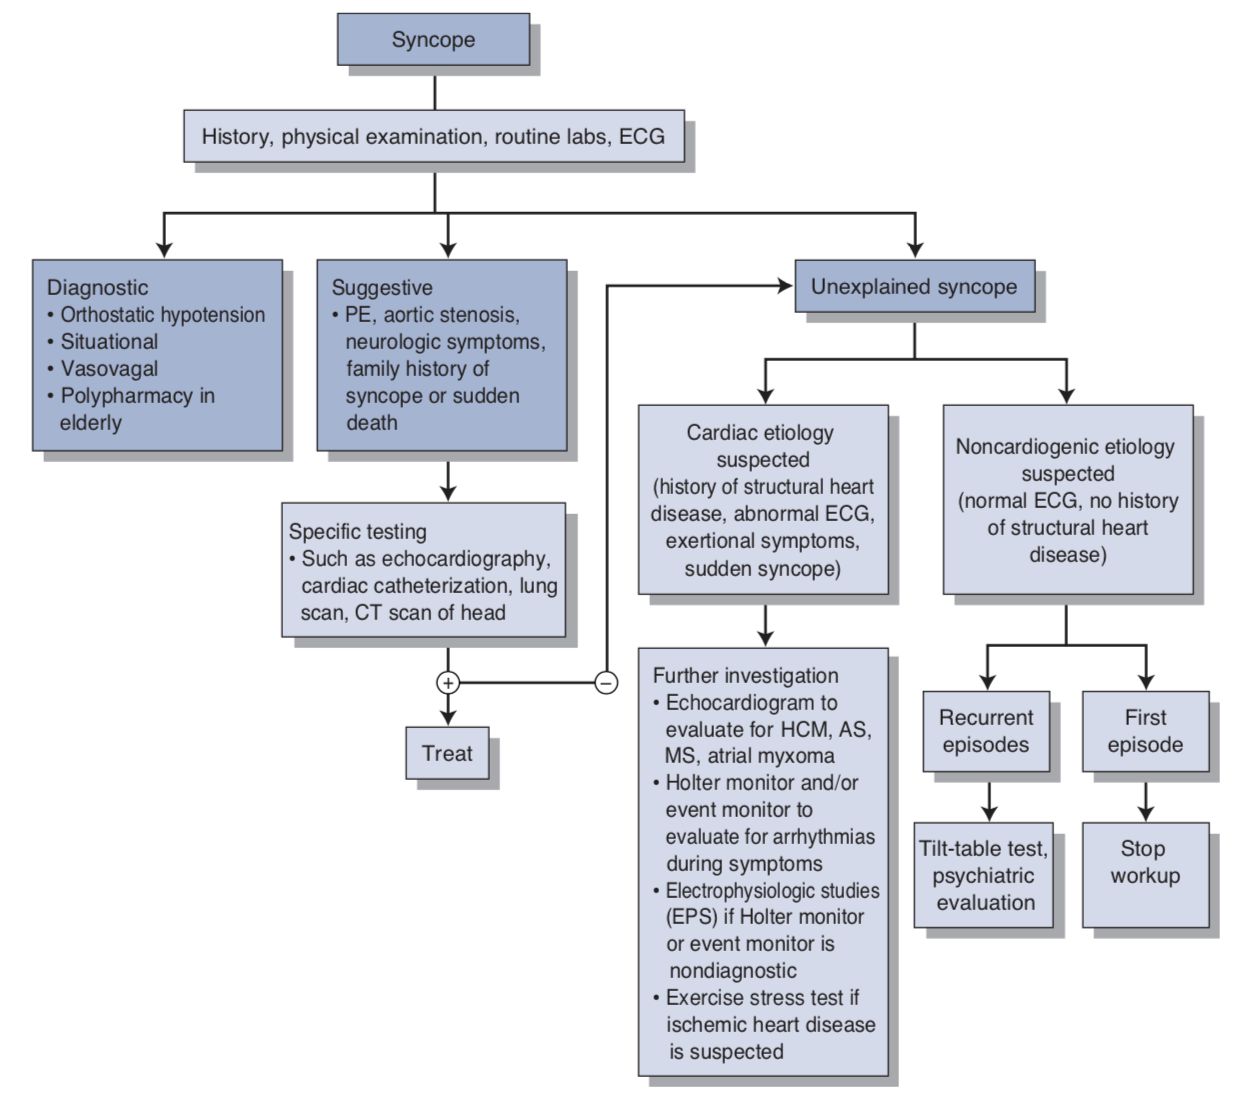 Syncope
History, physical examination, routine labs, ECG
Diagnostic
• Orthostatic hypotension
• Situational
• Vasovagal
• Polypharmacy in
elderly
Suggestive
• PE, aortic stenosis,
neurologic symptoms,
family history of
syncope or sudden
death
Unexplained syncope
Specific testing
• Such as echocardiography,
cardiac catheterization, lung
scan, CT scan of head
+
−
Treat
Cardiac etiology
suspected
(history of structural heart
disease, abnormal ECG,
exertional symptoms,
sudden syncope)
Noncardiogenic etiology
suspected
(normal ECG, no history
of structural heart
disease)
Further investigation
• Echocardiogram to
evaluate for HCM, AS,
MS, atrial myxoma
• Holter monitor and/or
event monitor to
evaluate for arrhythmias
during symptoms
• Electrophysiologic studies
(EPS) if Holter monitor
or event monitor is
nondiagnostic
• Exercise stress test if
ischemic heart disease
is suspected
Recurrent
episodes
First
episode
Tilt-table test,
psychiatric
evaluation
Stop
workup